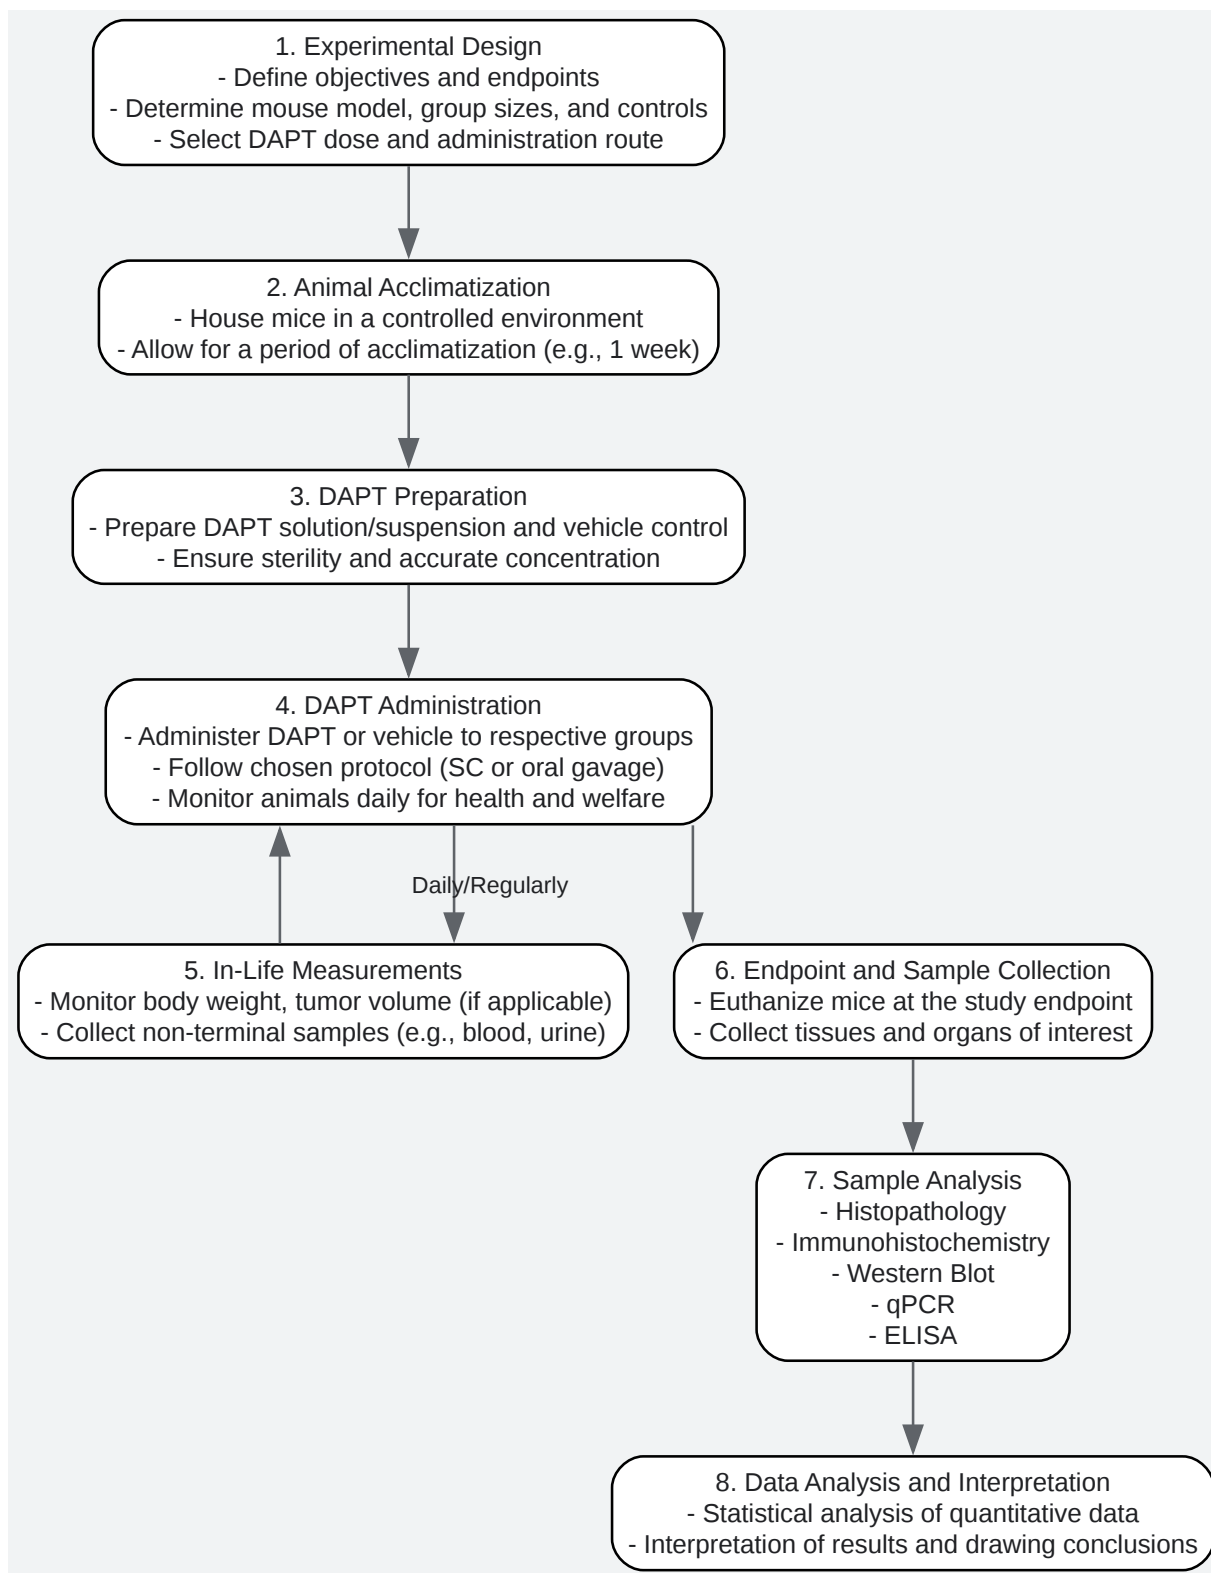 1. Experimental Design
- Define objectives and endpoints
- Determine mouse model, group sizes, and controls
- Select DAPT dose and administration route
2. Animal Acclimatization
- House mice in a controlled environment
- Allow for a period of acclimatization (e.g., 1 week)
3. DAPT Preparation
- Prepare DAPT solution/suspension and vehicle control
- Ensure sterility and accurate concentration
4. DAPT Administration
- Administer DAPT or vehicle to respective groups
- Follow chosen protocol (SC or oral gavage)
- Monitor animals daily for health and welfare
Daily/Regularly
5. In-Life Measurements
- Monitor body weight, tumor volume (if applicable)
- Collect non-terminal samples (e.g., blood, urine)
6. Endpoint and Sample Collection
- Euthanize mice at the study endpoint
- Collect tissues and organs of interest
7. Sample Analysis
- Histopathology
- Immunohistochemistry
- Western Blot
- qPCR
- ELISA
8. Data Analysis and Interpretation
- Statistical analysis of quantitative data
- Interpretation of results and drawing conclusions